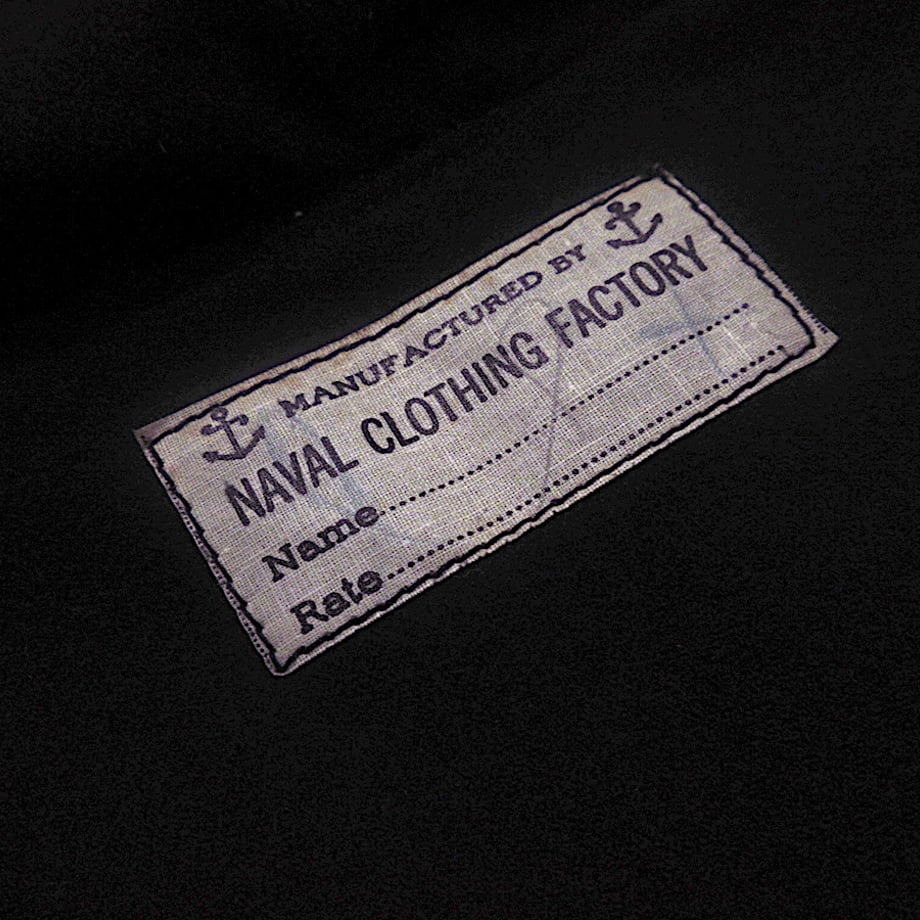 MANUFACTURED BY
NAVAL CLOTHING FACTORY
Name....................
Rate....................